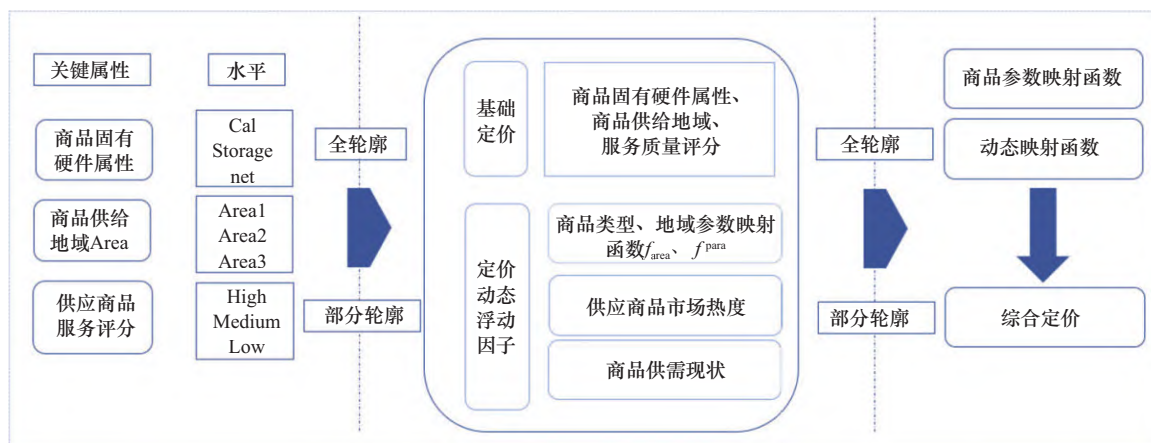 关键属性
水平
商品固有
硬件属性
Cal
Storage
net
商品供给
地域Area
Area1
Area2
Area3
供应商品
服务评分
High
Medium
Low
全轮廓
部分轮廓
基础
定价
商品固有硬件属性、
商品供给地域、
服务质量评分
定价
动态
浮动
因子
商品类型、地域参数映射
函数f_area、 f^para
供应商品市场热度
商品供需现状
全轮廓
部分轮廓
商品参数映射函数
动态映射函数
综合定价